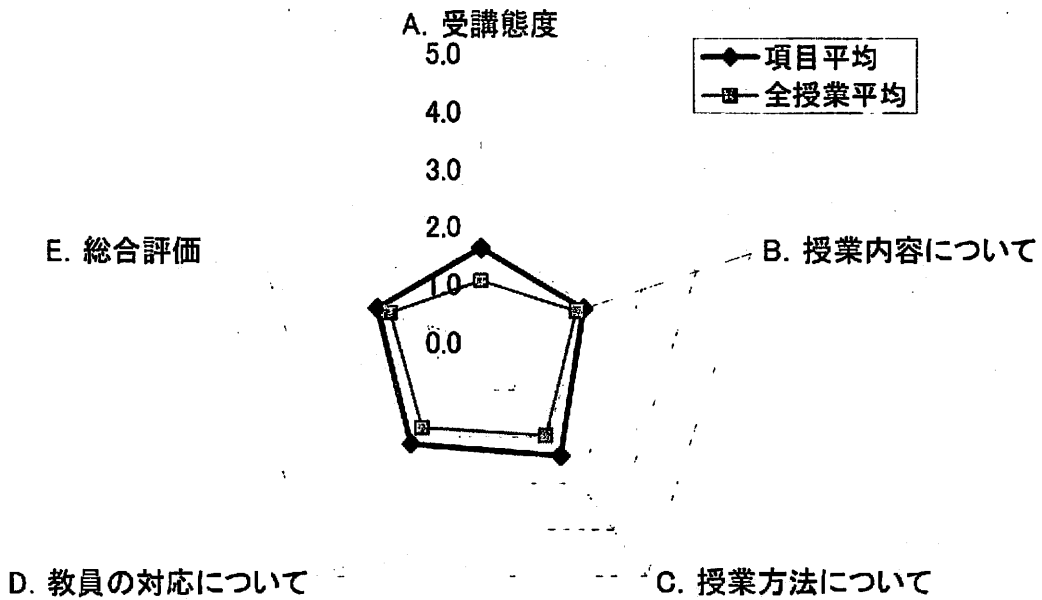 A. 受講態度
5.0
4.0
3.0
2.0
1.0
0.0
項目平均
全授業平均
B. 授業内容について
C. 授業方法について
D. 教員の対応について
E. 総合評価